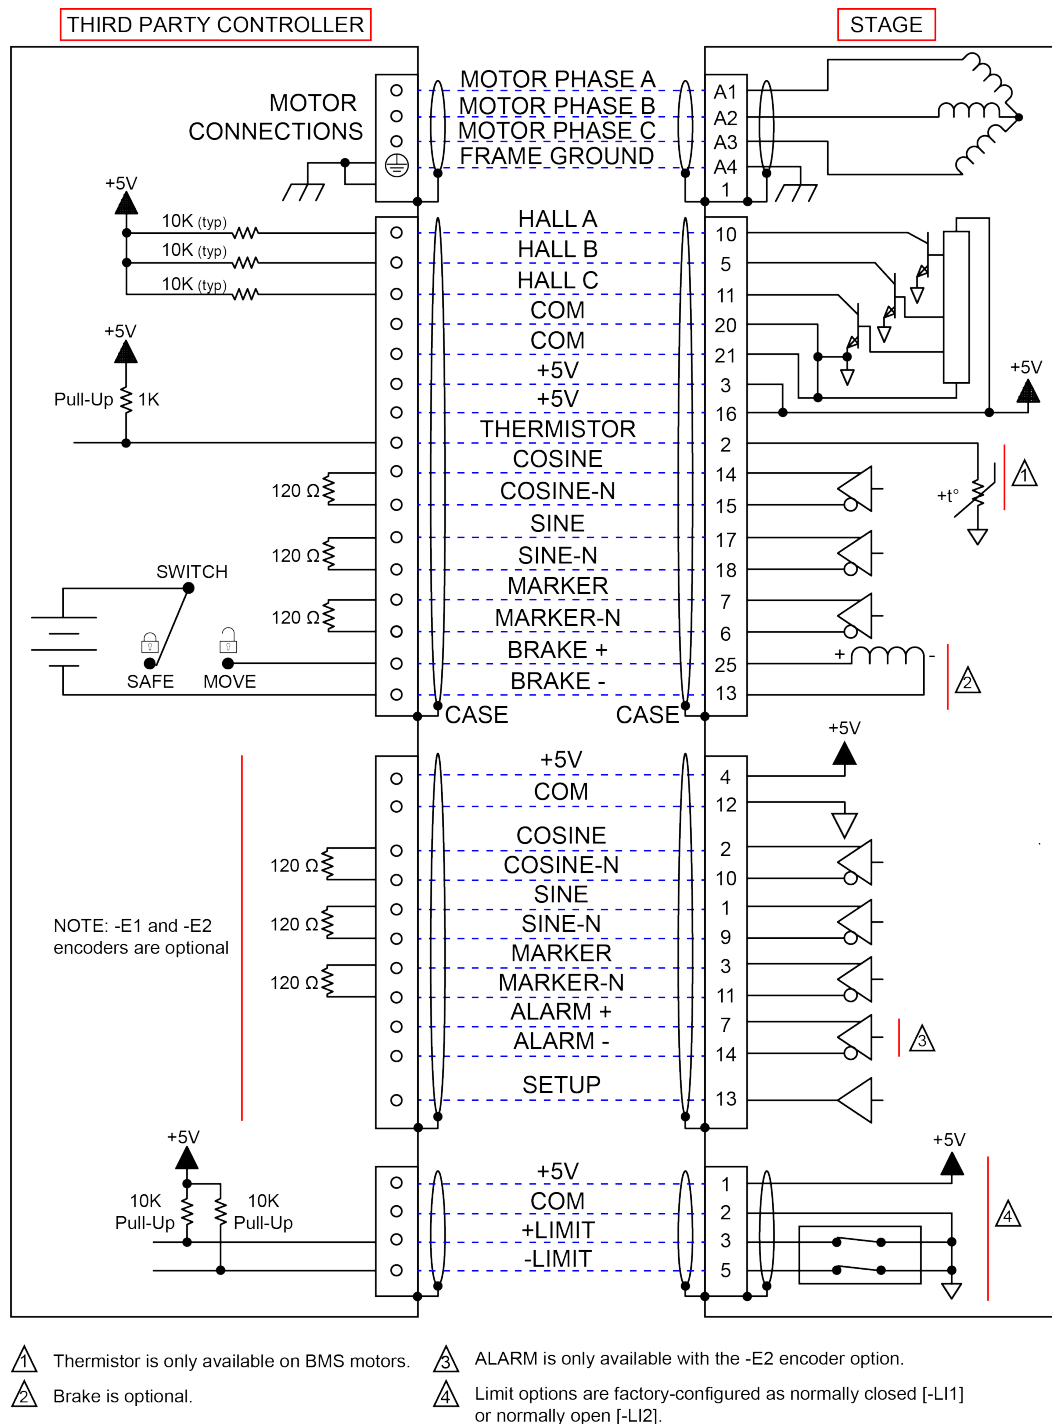 THIRD PARTY CONTROLLER
STAGE
MOTOR CONNECTIONS
MOTOR PHASE A
A1
MOTOR PHASE B
A2
MOTOR PHASE C
A3
FRAME GROUND
A4
1
+5V
10K (typ)
HALL A
10
10K (typ)
HALL B
5
10K (typ)
HALL C
11
COM
20
+5V
COM
21
+5V
3
+5V
Pull-Up
1K
+5V
16
THERMISTOR
2
COSINE
14
120 Ω
COSINE-N
15
+t°
1
SINE
17
120 Ω
SINE-N
18
SWITCH
MARKER
7
120 Ω
MARKER-N
6
BRAKE +
25
+
-
SAFE
MOVE
BRAKE -
13
2
CASE
CASE
+5V
+5V
4
COM
12
COSINE
2
120 Ω
COSINE-N
10
SINE
1
NOTE: -E1 and -E2
encoders are optional
120 Ω
SINE-N
9
MARKER
3
120 Ω
MARKER-N
11
ALARM +
7
ALARM -
14
3
SETUP
13
+5V
+5V
+5V
1
10K
Pull-Up
10K
Pull-Up
COM
2
+LIMIT
3
-LIMIT
5
4
1 Thermistor is only available on BMS motors.
2 Brake is optional.
3 ALARM is only available with the -E2 encoder option.
4 Limit options are factory-configured as normally closed [-LI1]
or normally open [-LI2].